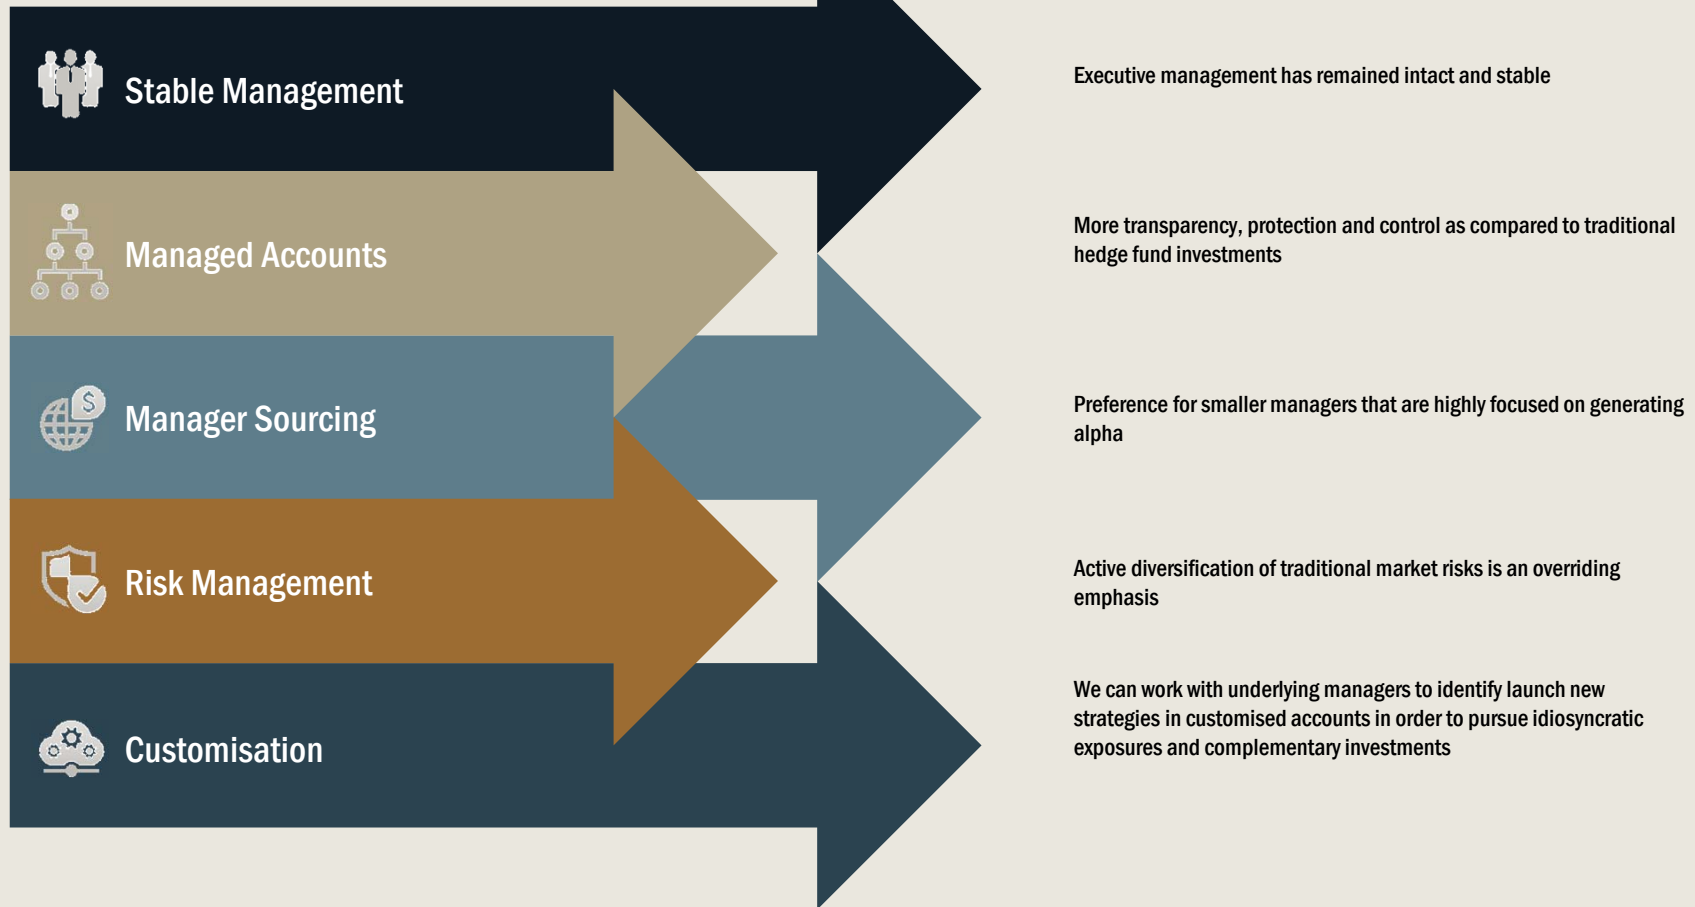 Stable Management
Executive management has remained intact and stable
Managed Accounts
More transparency, protection and control as compared to traditional
hedge fund investments
Manager Sourcing
$
Preference for smaller managers that are highly focused on generating
alpha
Risk Management
Active diversification of traditional market risks is an overriding
emphasis
Customisation
We can work with underlying managers to identify launch new
strategies in customised accounts in order to pursue idiosyncratic
exposures and complementary investments